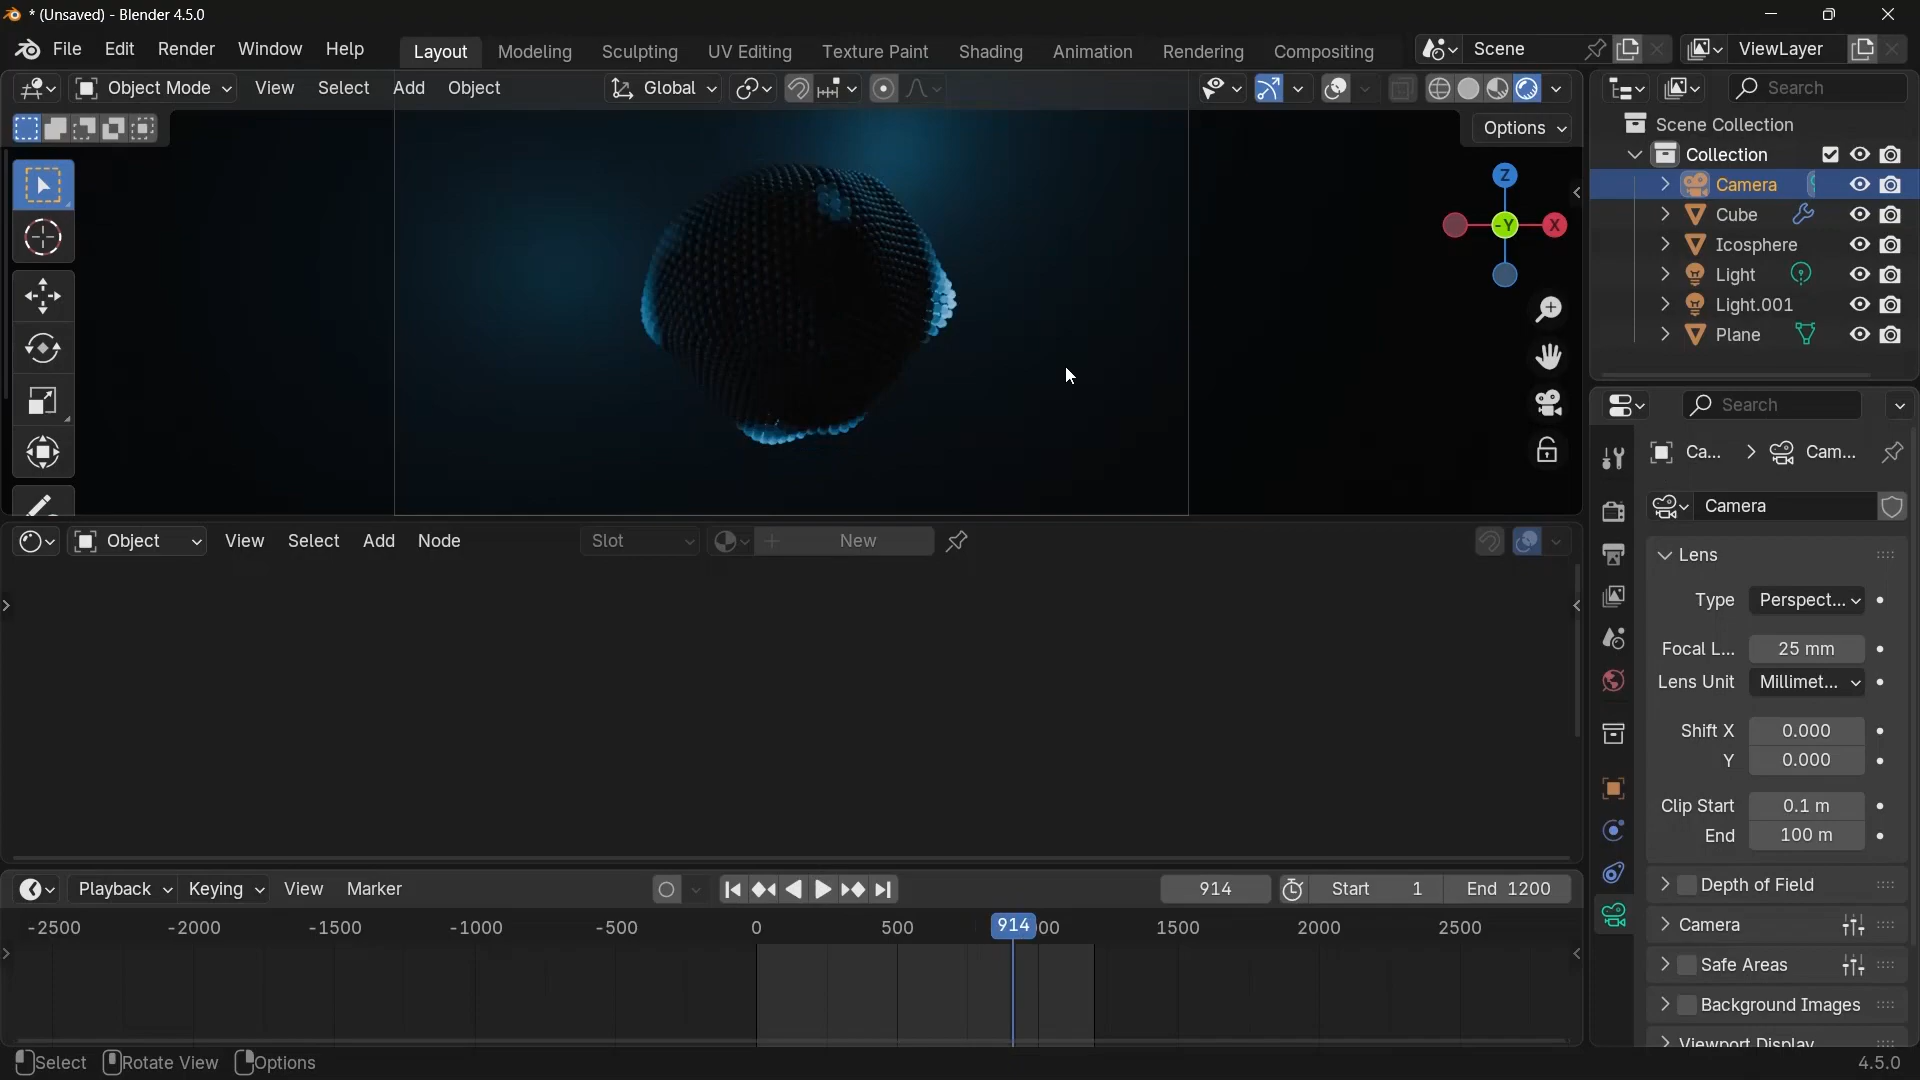 * (Unsaved) - Blender 4.5.0
File Edit Render Window Help Layout Modeling Sculpting UV Editing Texture Paint Shading Animation Rendering Compositing Scene ViewLayer
Object Mode View Select Add Object Global Search
Options
Z
-Y X
Scene Collection
Collection
Camera
Cube
Icosphere
Light
Light.001
Plane
Search
Ca... Cam...
Camera
Lens
Type Perspect...
Focal L... 25 mm
Lens Unit Millimet...
Shift X 0.000
Y 0.000
Clip Start 0.1 m
End 100 m
Depth of Field
Camera
Safe Areas
Background Images
Viewport Display
Object View Select Add Node Slot New
Playback Keying View Marker 914 Start 1 End 1200
-2500 -2000 -1500 -1000 -500 0 500 914 00 1500 2000 2500
Select Rotate View Options 4.5.0